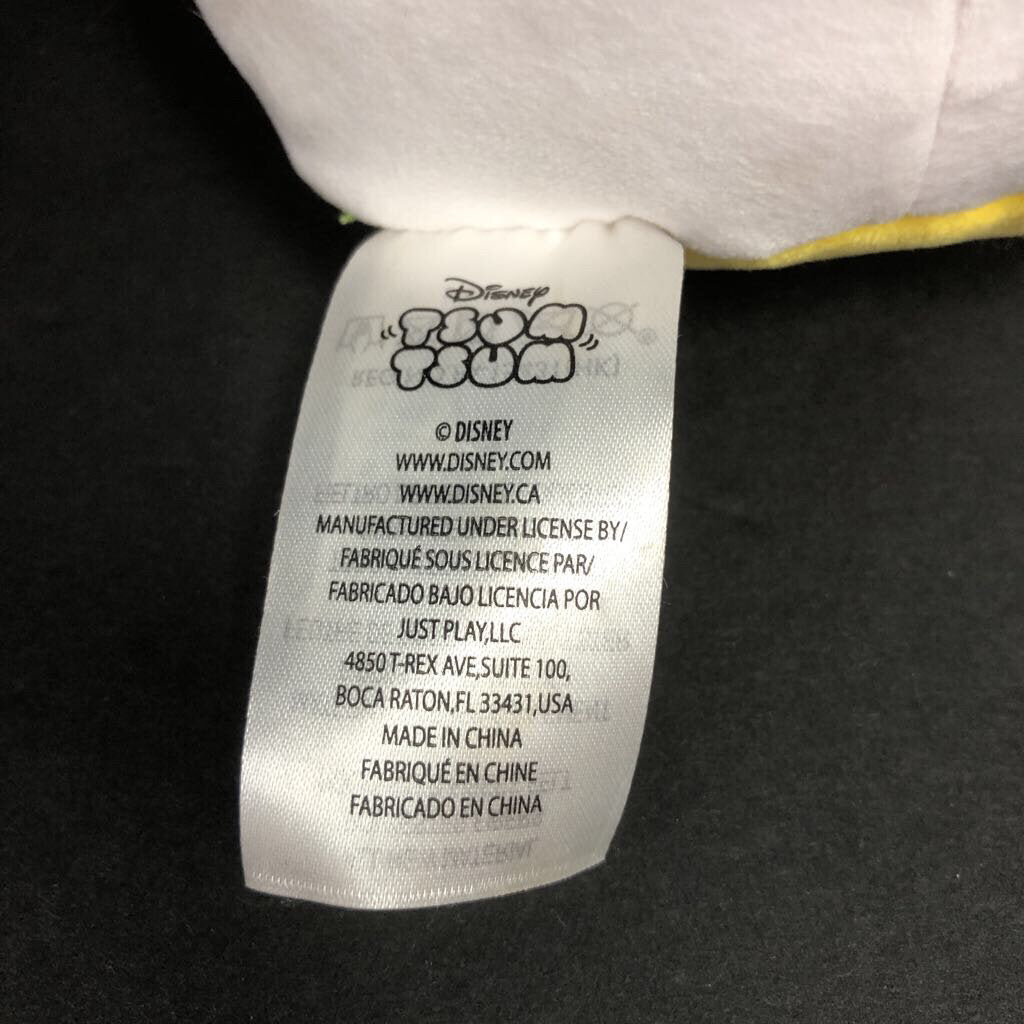 Disney
TSUM
TSUM
®
© DISNEY
WWW.DISNEY.COM
WWW.DISNEY.CA
MANUFACTURED UNDER LICENSE BY/
FABRIQUÉ SOUS LICENCE PAR/
FABRICADO BAJO LICENCIA POR
JUST PLAY,LLC
4850 T-REX AVE,SUITE 100,
BOCA RATON,FL 33431,USA
MADE IN CHINA
FABRIQUÉ EN CHINE
FABRICADO EN CHINA